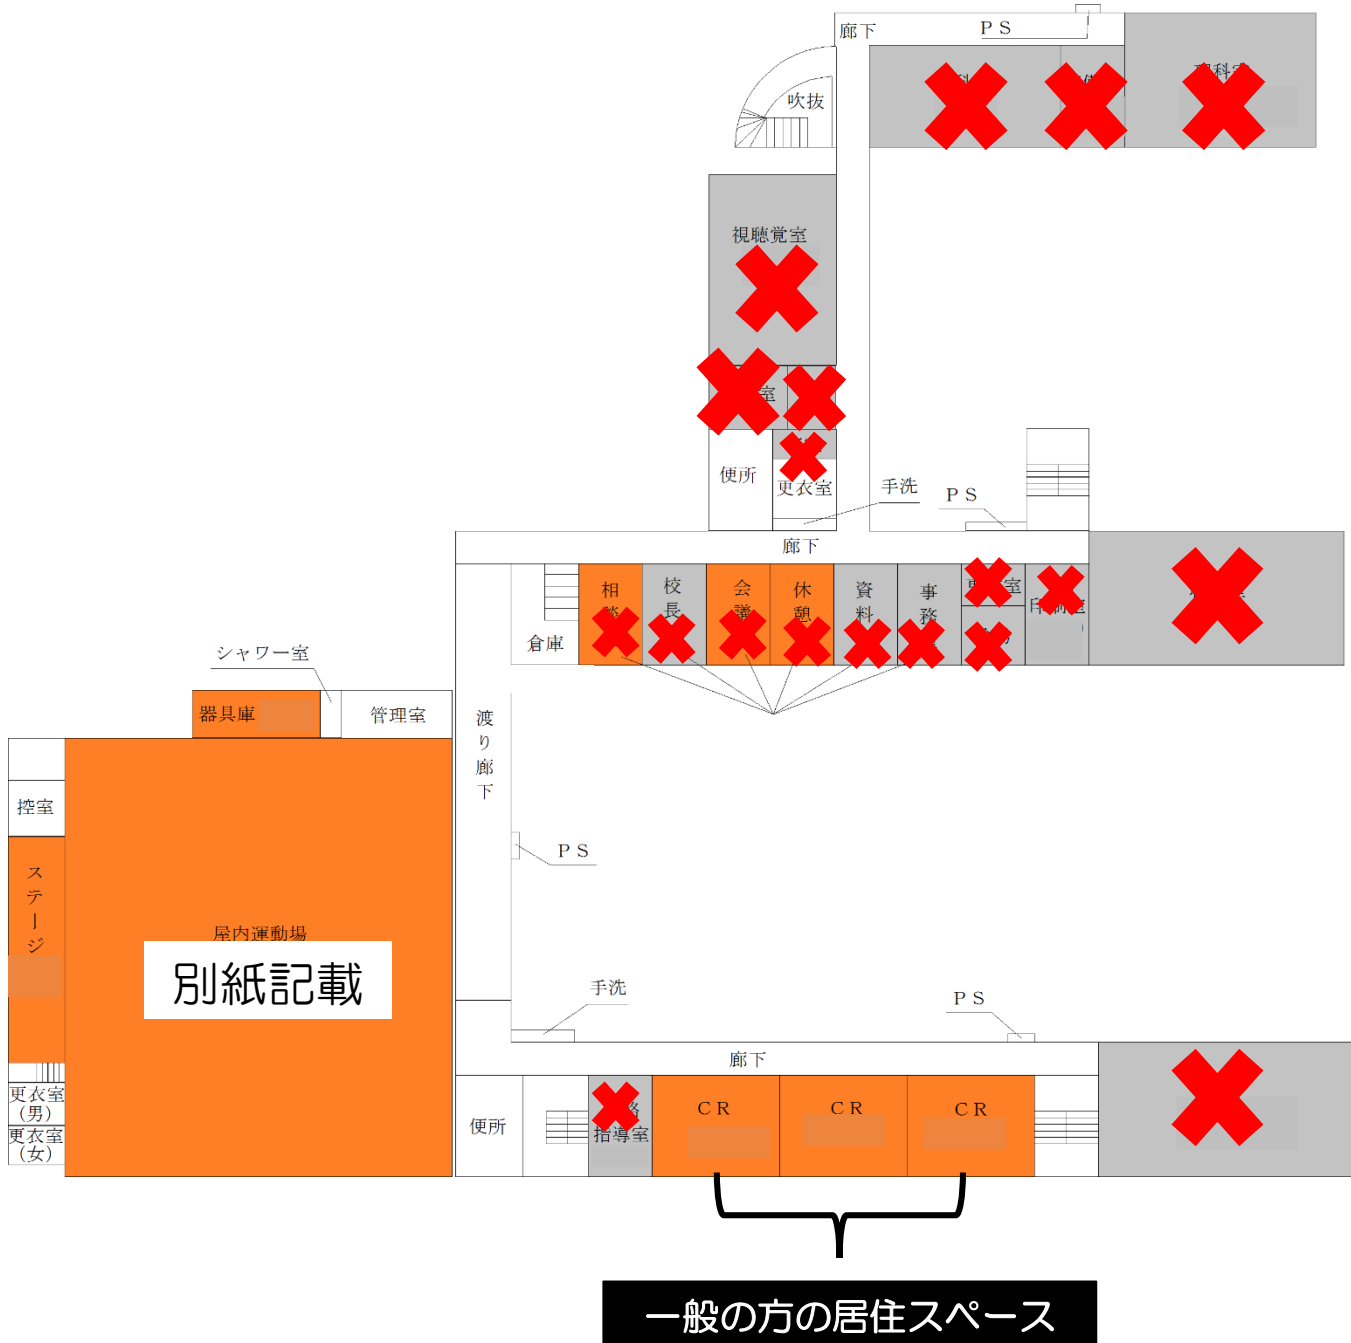 廊下
ＰＳ
吹抜
視聴覚室
室
便所
更衣室
手洗
ＰＳ
廊下
相
校長
会議
休憩
資料
事務
室
倉庫
シャワー室
器具庫
管理室
渡り廊下
控室
ステージ
ＰＳ
屋内運動場
別紙記載
手洗
ＰＳ
廊下
更衣室
（男）
更衣室
（女）
便所
指導室
ＣＲ
ＣＲ
ＣＲ
一般の方の居住スペース